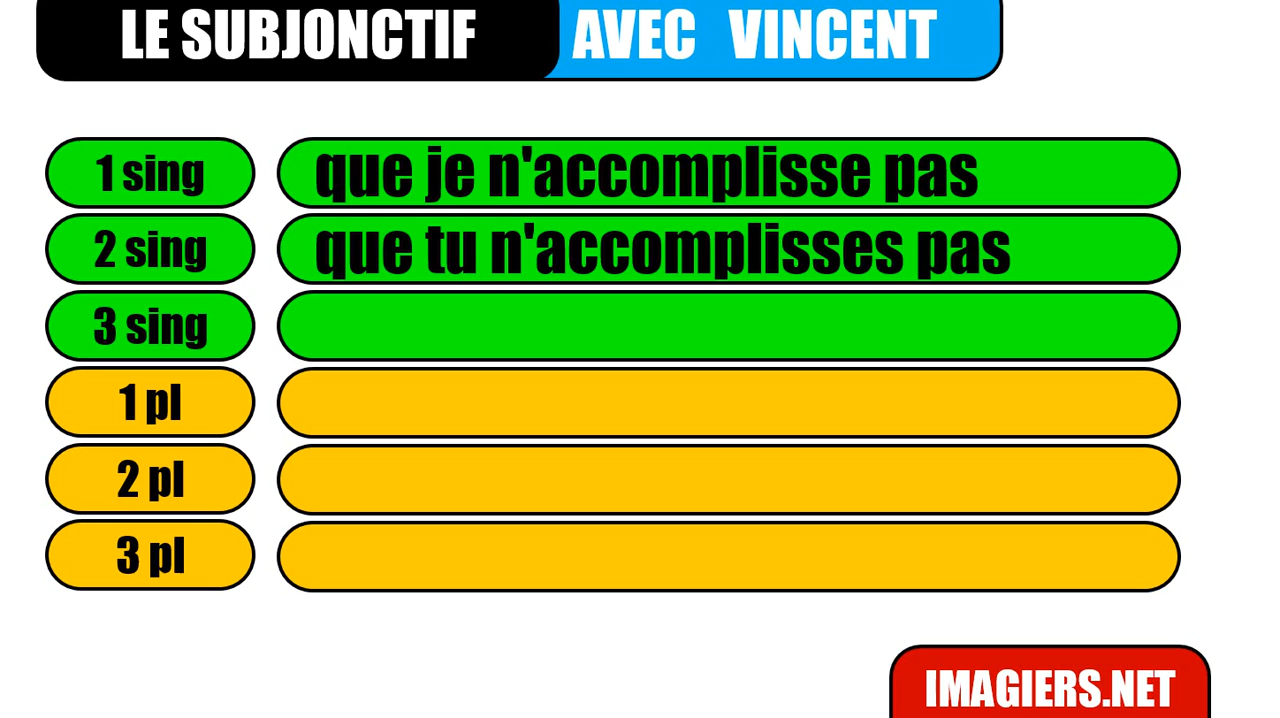 LE SUBJONCTIF AVEC VINCENT
1 sing que je n'accomplisse pas
2 sing que tu n'accomplisses pas
3 sing
1 pl
2 pl
3 pl
IMAGIERS.NET